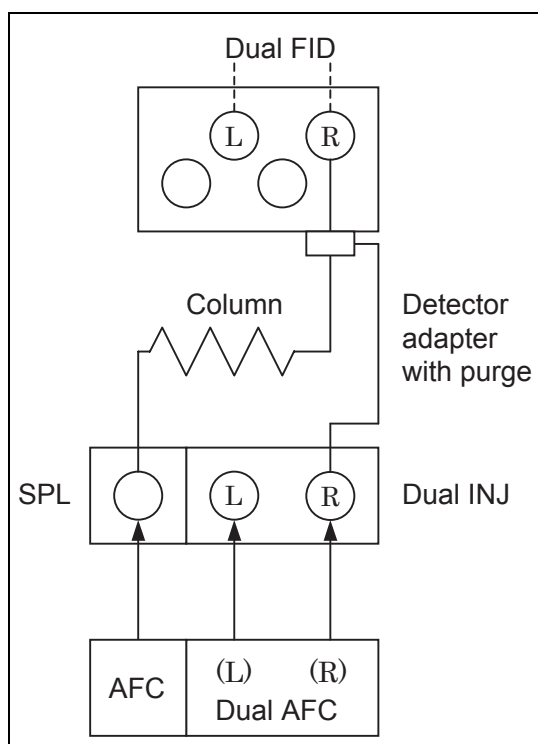 Dual FID
L R
Column
Detector
adapter
with purge
SPL
L R
Dual INJ
AFC
(L) (R)
Dual AFC